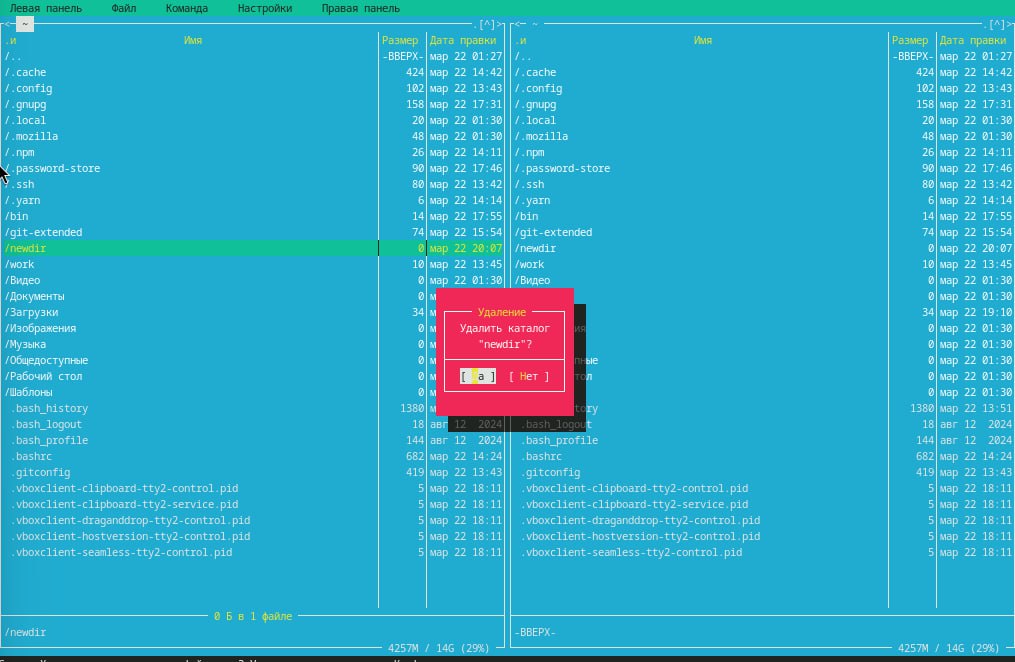 Левая панель Файл Команда Настройки Правая панель
<─ ~ .[^]> <─ ~ .[^]>
.и Имя Размер Дата правки .и Имя Размер Дата правки
/.. -ВВЕРХ- мар 22 01:27 /.. -ВВЕРХ- мар 22 01:27
/.cache 424 мар 22 14:42 /.cache 424 мар 22 14:42
/.config 102 мар 22 13:43 /.config 102 мар 22 13:43
/.gnupg 158 мар 22 17:31 /.gnupg 158 мар 22 17:31
/.local 20 мар 22 01:30 /.local 20 мар 22 01:30
/.mozilla 48 мар 22 01:30 /.mozilla 48 мар 22 01:30
/.npm 26 мар 22 14:11 /.npm 26 мар 22 14:11
/.password-store 90 мар 22 17:46 /.password-store 90 мар 22 17:46
/.ssh 80 мар 22 13:42 /.ssh 80 мар 22 13:42
/.yarn 6 мар 22 14:14 /.yarn 6 мар 22 14:14
/bin 14 мар 22 17:55 /bin 14 мар 22 17:55
/git-extended 74 мар 22 15:54 /git-extended 74 мар 22 15:54
/newdir 0 мар 22 20:07 /newdir 0 мар 22 20:07
/work 10 мар 22 13:45 /work 10 мар 22 13:45
/Видео 0 мар 22 01:30 /Видео 0 мар 22 01:30
/Документы 0 м 0 мар 22 01:30
/Загрузки 34 м Удаление 34 мар 22 19:10
/Изображения 0 м Удалить каталог ия 0 мар 22 01:30
/Музыка 0 м "newdir"? 0 мар 22 01:30
/Общедоступные 0 м пные 0 мар 22 01:30
/Рабочий стол 0 м [ а ] [ Нет ] тол 0 мар 22 01:30
/Шаблоны 0 м 0 мар 22 01:30
.bash_history 1380 м tory 1380 мар 22 13:51
.bash_logout 18 авг 12 2024 .bash_logout 18 авг 12 2024
.bash_profile 144 авг 12 2024 .bash_profile 144 авг 12 2024
.bashrc 682 мар 22 14:24 .bashrc 682 мар 22 14:24
.gitconfig 419 мар 22 13:43 .gitconfig 419 мар 22 13:43
.vboxclient-clipboard-tty2-control.pid 5 мар 22 18:11 .vboxclient-clipboard-tty2-control.pid 5 мар 22 18:11
.vboxclient-clipboard-tty2-service.pid 5 мар 22 18:11 .vboxclient-clipboard-tty2-service.pid 5 мар 22 18:11
.vboxclient-draganddrop-tty2-control.pid 5 мар 22 18:11 .vboxclient-draganddrop-tty2-control.pid 5 мар 22 18:11
.vboxclient-hostversion-tty2-control.pid 5 мар 22 18:11 .vboxclient-hostversion-tty2-control.pid 5 мар 22 18:11
.vboxclient-seamless-tty2-control.pid 5 мар 22 18:11 .vboxclient-seamless-tty2-control.pid 5 мар 22 18:11
0 Б в 1 файле
/newdir -ВВЕРХ-
4257M / 14G (29%) 4257M / 14G (29%)